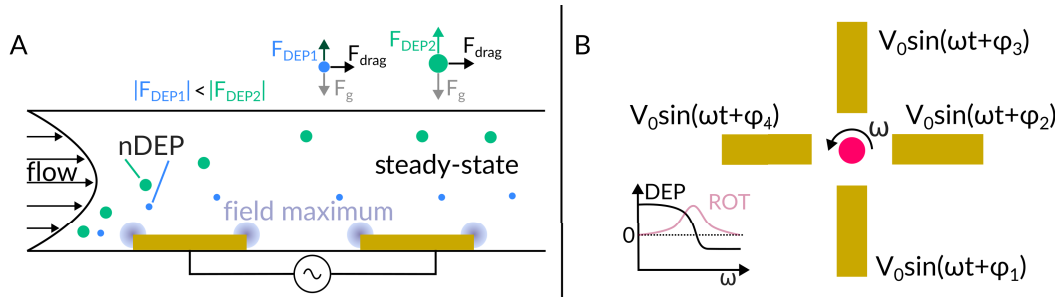 A
F_DEP1
F_drag
F_g
F_DEP2
F_drag
F_g
|F_DEP1| < |F_DEP2|
nDEP
flow
steady-state
field maximum
B
V₀sin(ωt+φ₃)
V₀sin(ωt+φ₄)
ω
V₀sin(ωt+φ₂)
DEP
ROT
0
ω
V₀sin(ωt+φ₁)